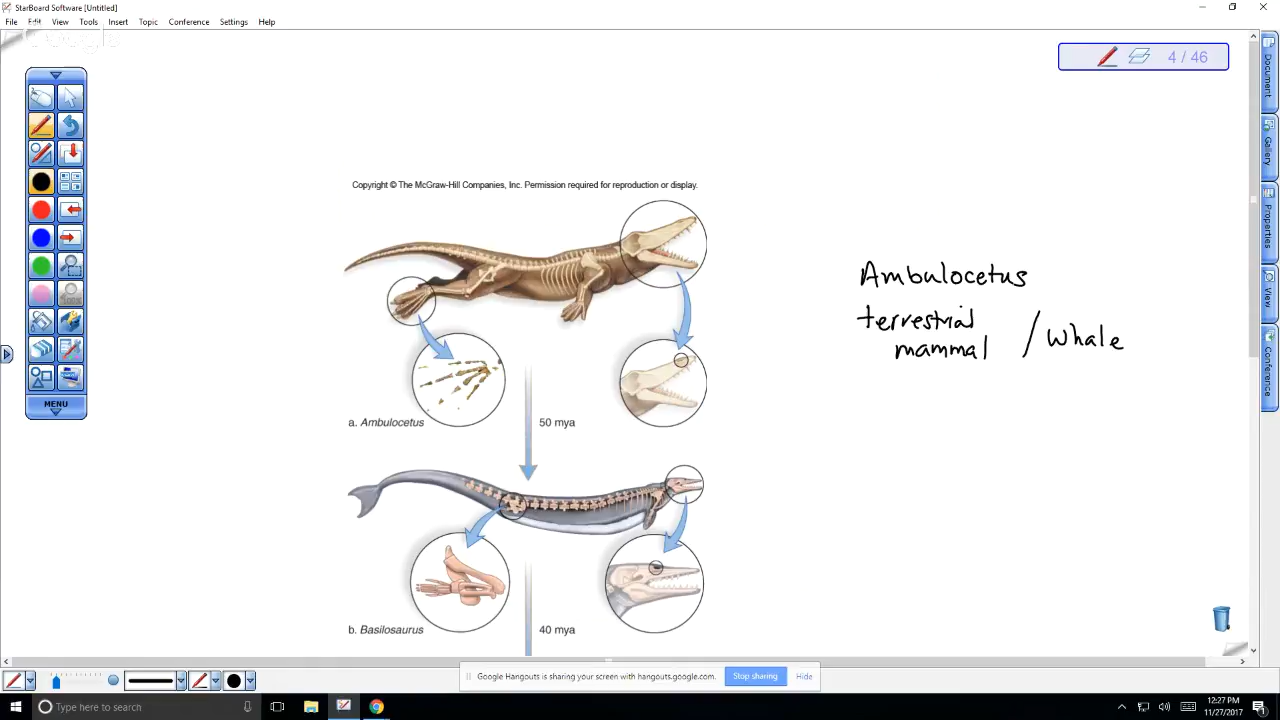 StarBoard Software [Untitled]
File Edit View Tools Insert Topic Conference Settings Help
4 / 46
Document
Gallery
Properties
View
Conference
MENU
Copyright © The McGraw-Hill Companies, Inc. Permission required for reproduction or display.
a. Ambulocetus
50 mya
b. Basilosaurus
40 mya
Ambulocetus
terrestrial
mammal / whale
Google Hangouts is sharing your screen with hangouts.google.com.
Stop sharing
Hide
Type here to search
12:27 PM
11/27/2017
1